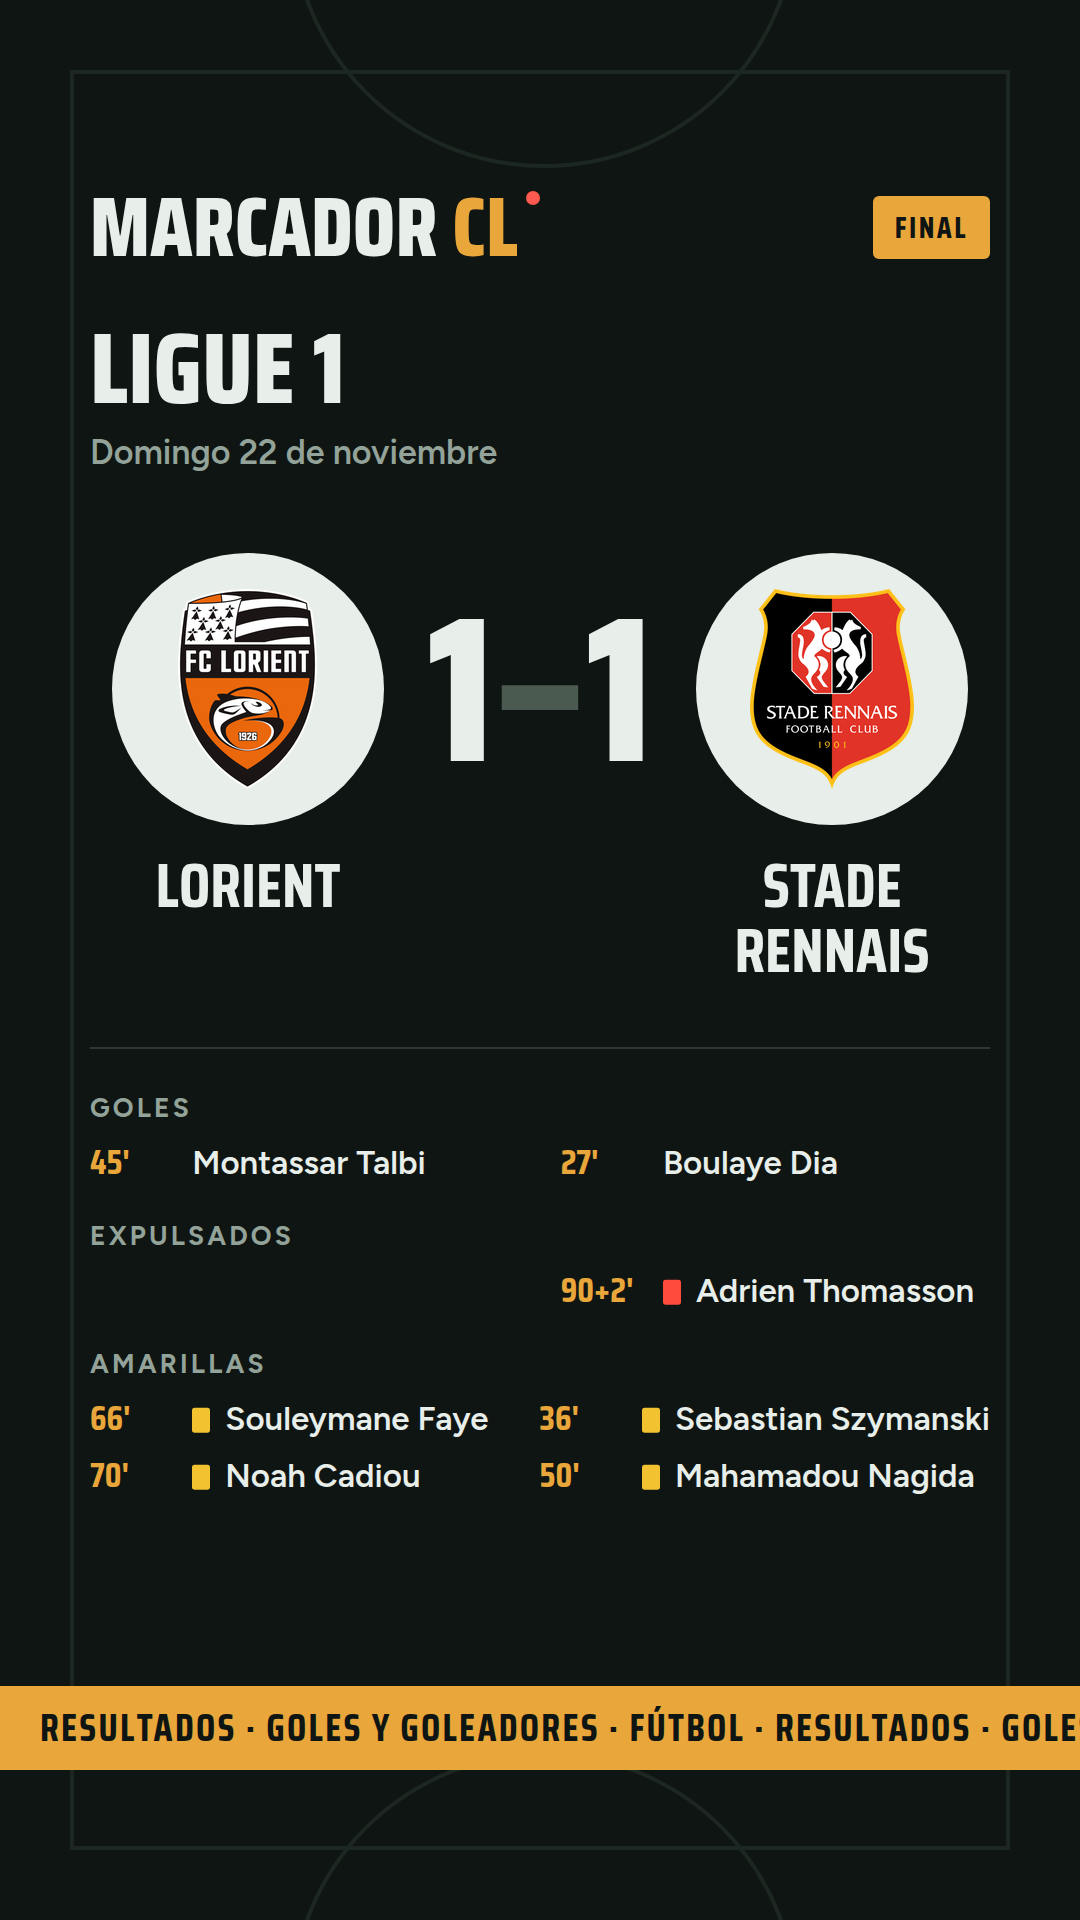 MARCADOR CL
FINAL
LIGUE 1
Domingo 22 de noviembre
FC LORIENT
1926
1–1
STADE RENNAIS
FOOTBALL CLUB
1901
LORIENT
STADE
RENNAIS
GOLES
45' Montassar Talbi
27' Boulaye Dia
EXPULSADOS
90+2' Adrien Thomasson
AMARILLAS
66' Souleymane Faye
36' Sebastian Szymanski
70' Noah Cadiou
50' Mahamadou Nagida
RESULTADOS · GOLES Y GOLEADORES · FÚTBOL · RESULTADOS · GOLES